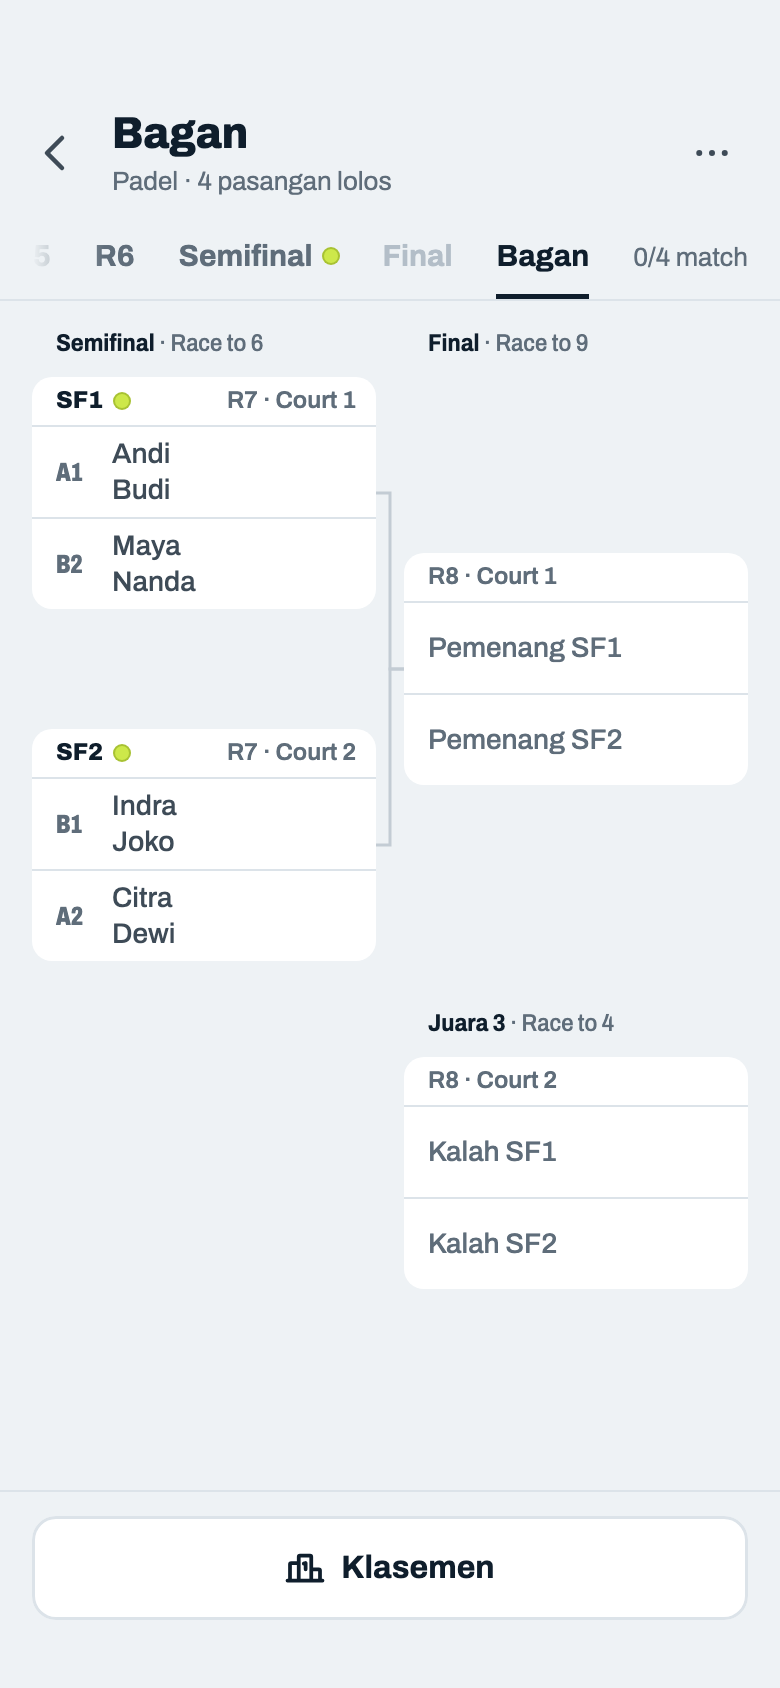 Bagan
Padel · 4 pasangan lolos
5 R6 Semifinal Final Bagan 0/4 match
Semifinal · Race to 6
Final · Race to 9
SF1 R7 · Court 1
A1 Andi
Budi
B2 Maya
Nanda
R8 · Court 1
Pemenang SF1
Pemenang SF2
SF2 R7 · Court 2
B1 Indra
Joko
A2 Citra
Dewi
Juara 3 · Race to 4
R8 · Court 2
Kalah SF1
Kalah SF2
Klasemen